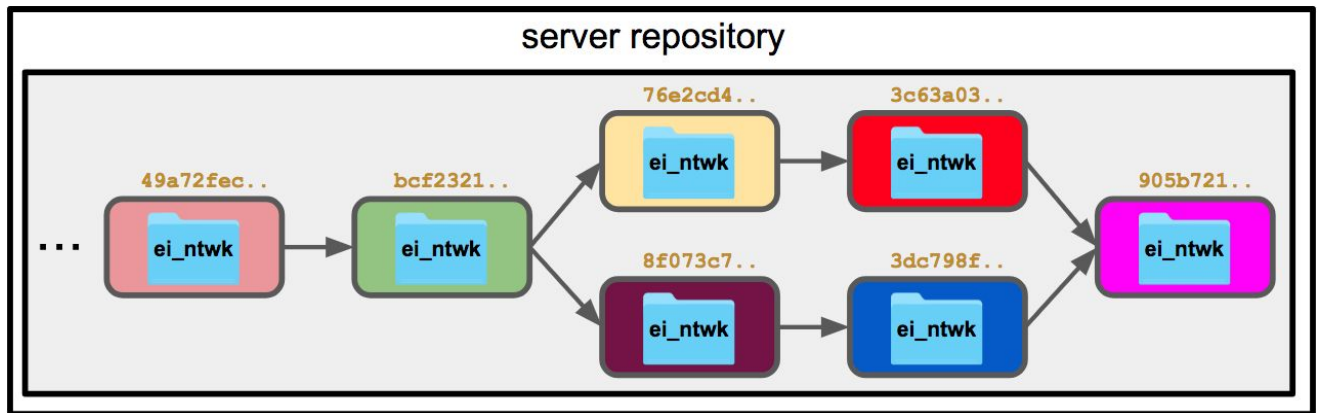 server repository
76e2cd4..
3c63a03..
ei_ntwk
ei_ntwk
49a72fec..
bcf2321..
905b721..
...
ei_ntwk
ei_ntwk
ei_ntwk
8f073c7..
3dc798f..
ei_ntwk
ei_ntwk